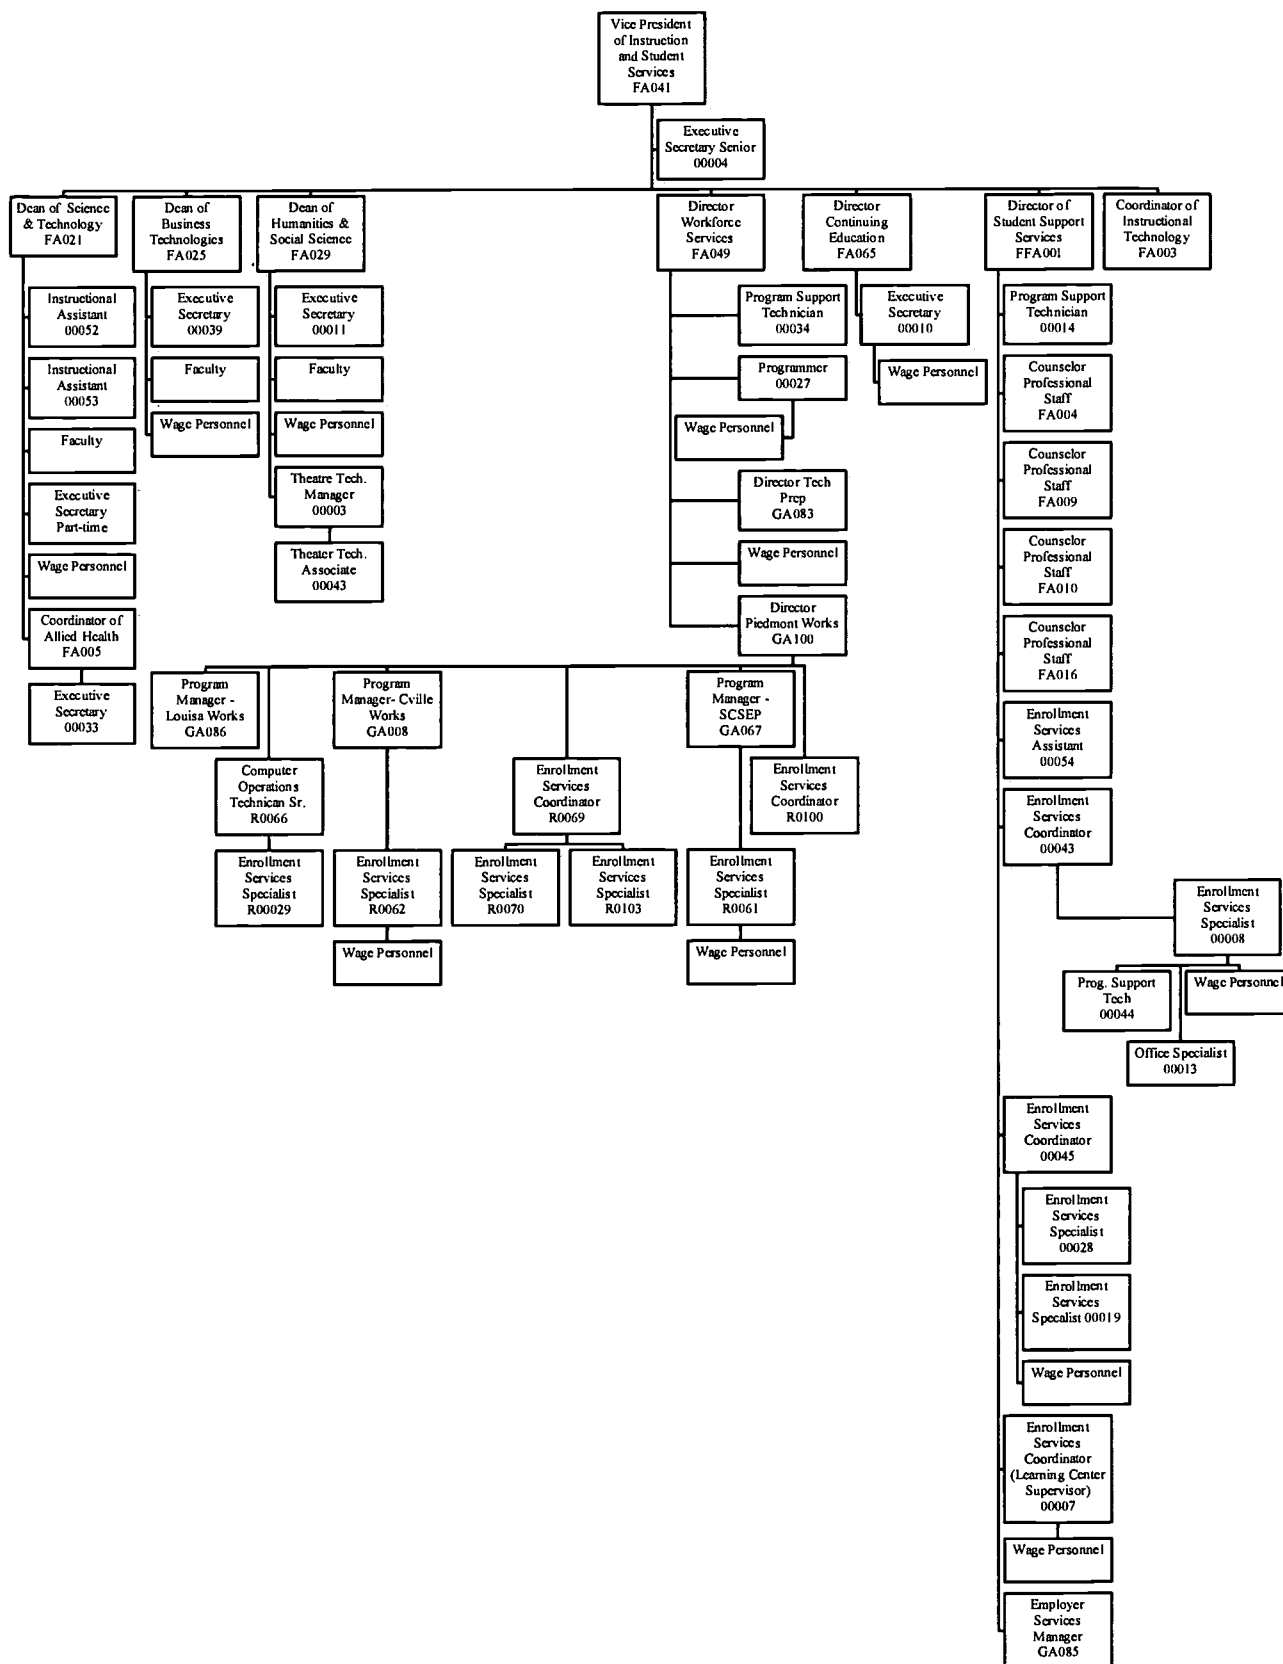 Vice President
of Instruction
and Student
Services
FA041
Executive
Secretary Senior
00004
Dean of Science
& Technology
FA021
Dean of
Business
Technologies
FA025
Dean of
Humanities &
Social Science
FA029
Director
Workforce
Services
FA049
Director
Continuing
Education
FA065
Director of
Student Support
Services
FFA001
Coordinator of
Instructional
Technology
FA003
Instructional
Assistant
00052
Instructional
Assistant
00053
Faculty
Executive
Secretary
Part-time
Wage Personnel
Coordinator of
Allied Health
FA005
Executive
Secretary
00033
Executive
Secretary
00039
Faculty
Wage Personnel
Executive
Secretary
00011
Faculty
Wage Personnel
Theatre Tech.
Manager
00003
Theater Tech.
Associate
00043
Program Support
Technician
00034
Programmer
00027
Wage Personnel
Director Tech
Prep
GA083
Wage Personnel
Director
Piedmont Works
GA100
Executive
Secretary
00010
Wage Personnel
Program
Manager -
Louisa Works
GA086
Program
Manager- Cville
Works
GA008
Program
Manager -
SCSEP
GA067
Computer
Operations
Technican Sr.
R0066
Enrollment
Services
Coordinator
R0069
Enrollment
Services
Coordinator
R0100
Enrollment
Services
Specialist
R00029
Enrollment
Services
Specialist
R0062
Enrollment
Services
Specialist
R0070
Enrollment
Services
Specialist
R0103
Enrollment
Services
Specialist
R0061
Wage Personnel
Wage Personnel
Program Support
Technician
00014
Counselor
Professional
Staff
FA004
Counselor
Professional
Staff
FA009
Counselor
Professional
Staff
FA010
Counselor
Professional
Staff
FA016
Enrollment
Services
Assistant
00054
Enrollment
Services
Coordinator
00043
Enrollment
Services
Specialist
00008
Prog. Support
Tech
00044
Wage Personnel
Office Specialist
00013
Enrollment
Services
Coordinator
00045
Enrollment
Services
Specialist
00028
Enrollment
Services
Specalist 00019
Wage Personnel
Enrollment
Services
Coordinator
(Learning Center
Supervisor)
00007
Wage Personnel
Employer
Services
Manager
GA085